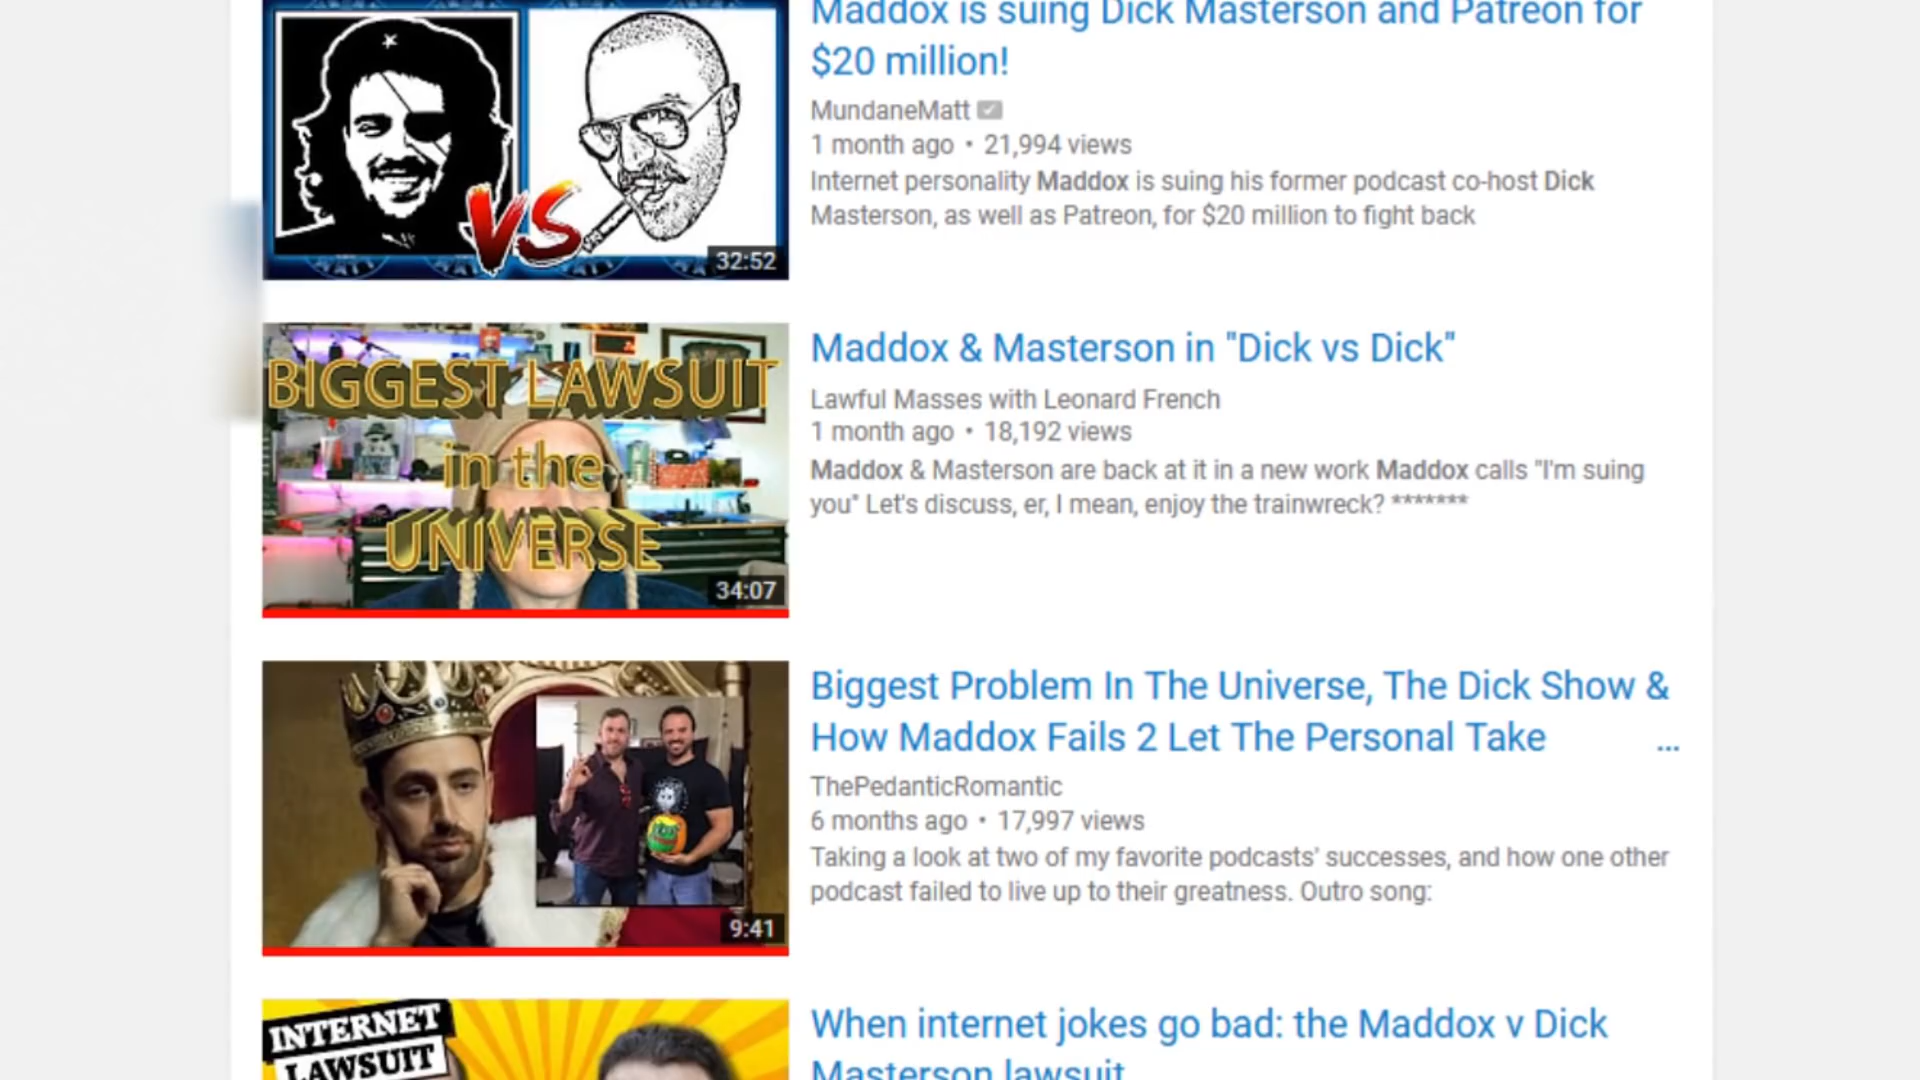 Maddox is suing Dick Masterson and Patreon for
$20 million!
MundaneMatt
1 month ago • 21,994 views
Internet personality Maddox is suing his former podcast co-host Dick
Masterson, as well as Patreon, for $20 million to fight back
VS
32:52
Maddox & Masterson in "Dick vs Dick"
Lawful Masses with Leonard French
1 month ago • 18,192 views
Maddox & Masterson are back at it in a new work Maddox calls "I'm suing
you" Let's discuss, er, I mean, enjoy the trainwreck? *******
BIGGEST LAWSUIT
in the
UNIVERSE
34:07
Biggest Problem In The Universe, The Dick Show &
How Maddox Fails 2 Let The Personal Take ...
ThePedanticRomantic
6 months ago • 17,997 views
Taking a look at two of my favorite podcasts' successes, and how one other
podcast failed to live up to their greatness. Outro song:
9:41
INTERNET
LAWSUIT
When internet jokes go bad: the Maddox v Dick
Masterson lawsuit